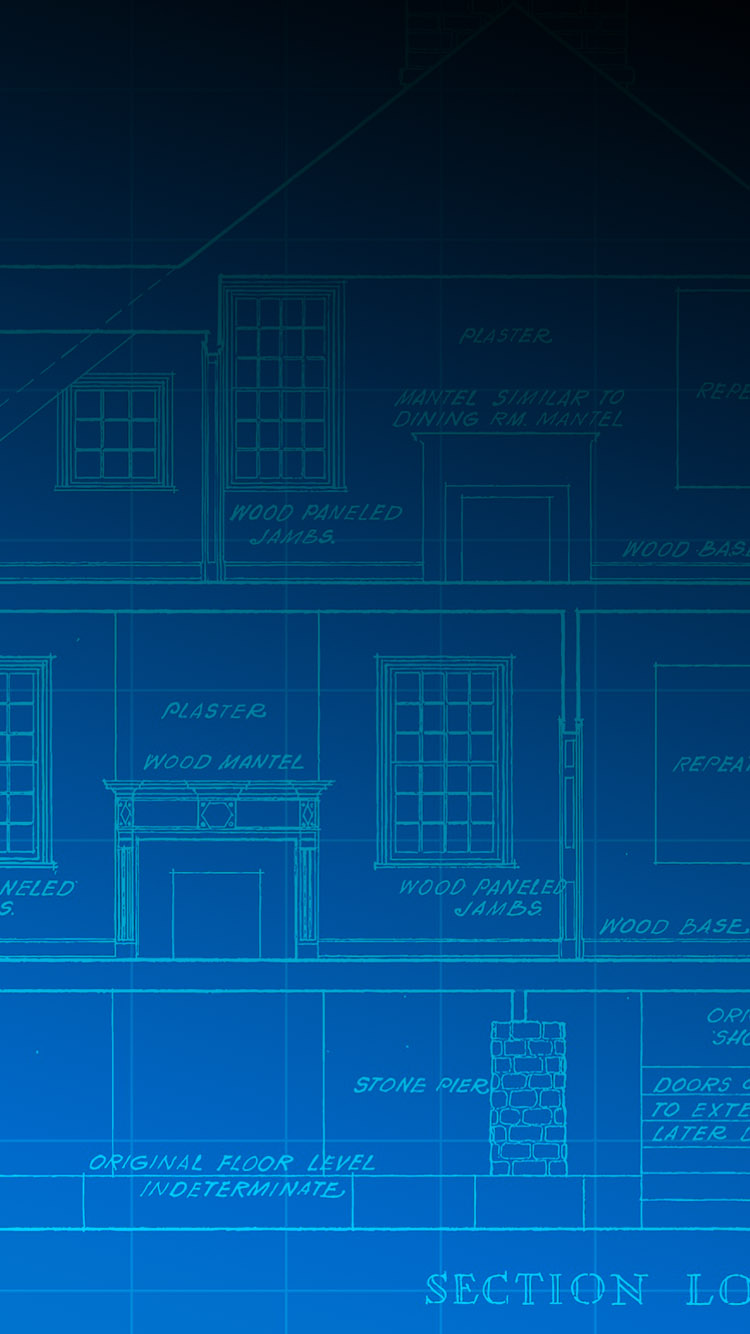 PLASTER
MANTEL SIMILAR TO
DINING RM. MANTEL
REPE
WOOD PANELED
JAMBS.
WOOD BAS
PLASTER
WOOD MANTEL
REPEAT
NELED
S.
WOOD PANELED
JAMBS
WOOD BASE
ORI
SHO
STONE PIER
DOORS
TO EXTE
LATER
ORIGINAL FLOOR LEVEL
INDETERMINATE
SECTION LO